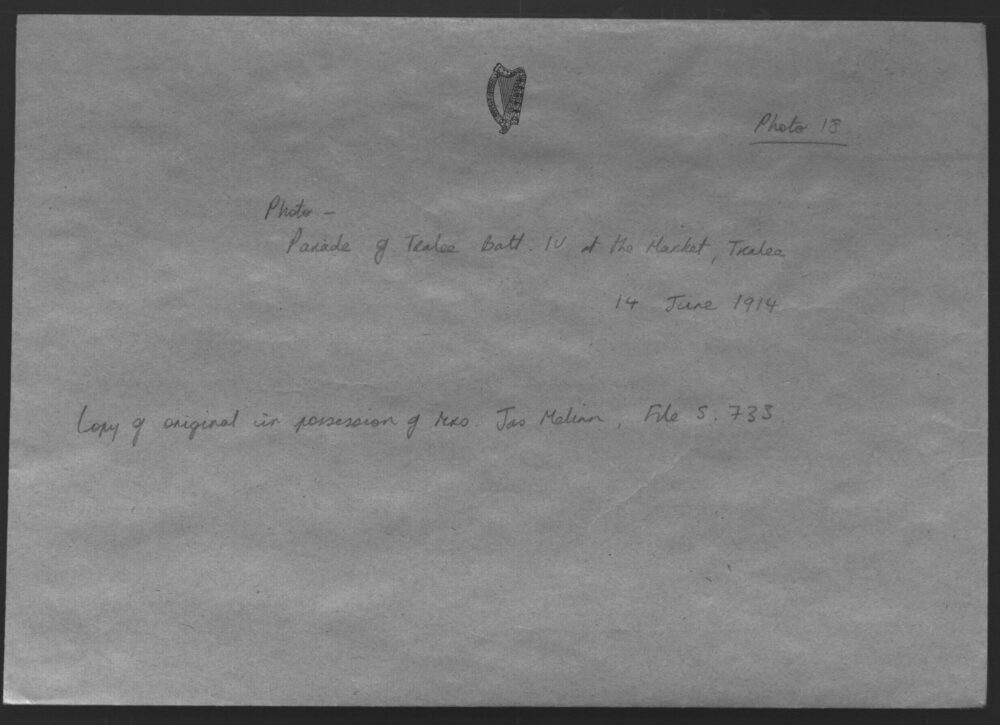 Photo 18
Photo -
Parade of Tralee Batt. IV at the Market, Tralee
14 June 1914
Copy of original in possession of Mrs. Jas Melinn, File S. 733.